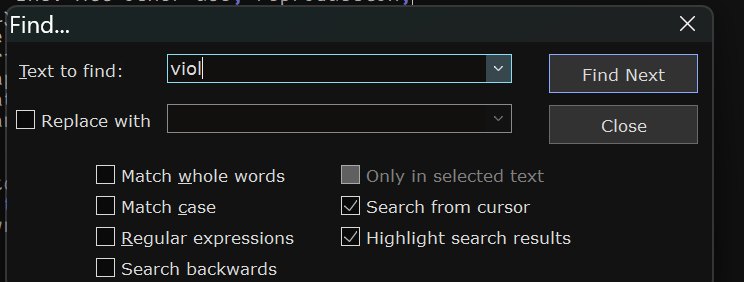 Find...
Text to find: viol
Find Next
Replace with
Close
Match whole words
Only in selected text
Match case
Search from cursor
Regular expressions
Highlight search results
Search backwards